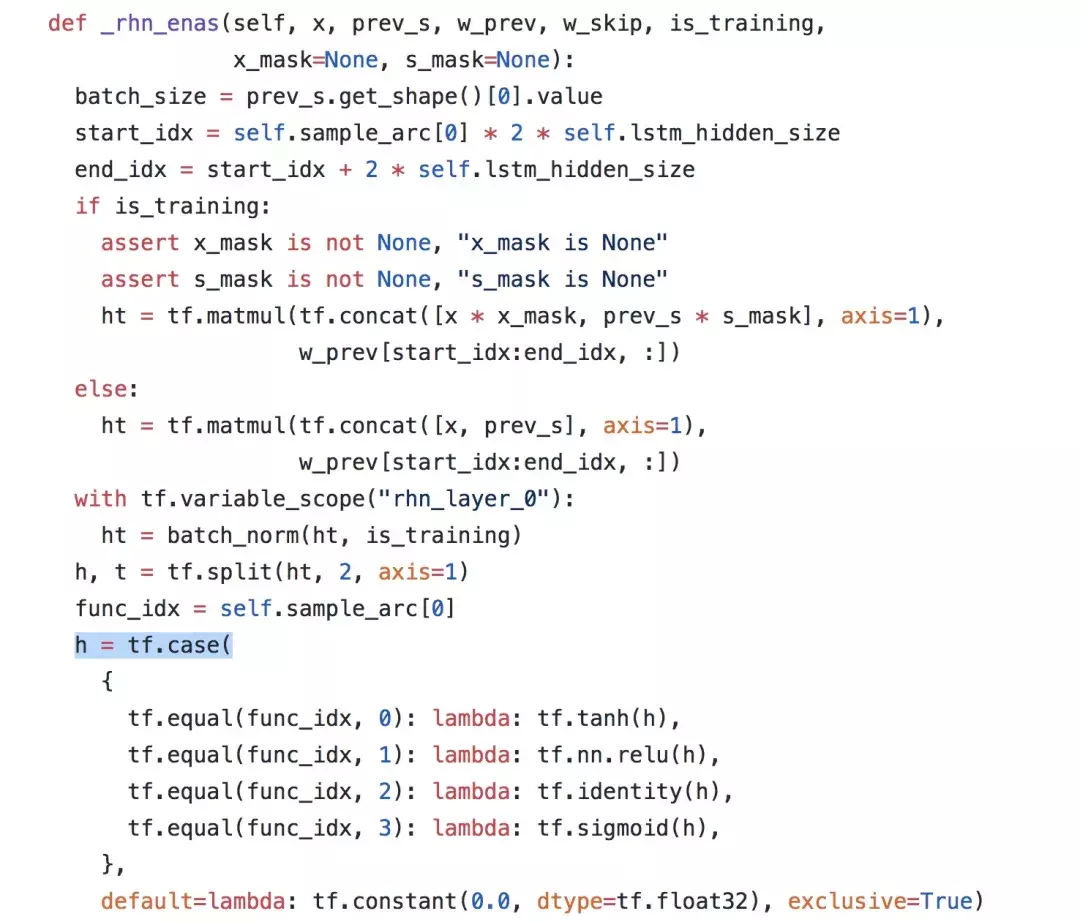 def _rhn_enas(self, x, prev_s, w_prev, w_skip, is_training,
              x_mask=None, s_mask=None):
  batch_size = prev_s.get_shape()[0].value
  start_idx = self.sample_arc[0] * 2 * self.lstm_hidden_size
  end_idx = start_idx + 2 * self.lstm_hidden_size
  if is_training:
    assert x_mask is not None, "x_mask is None"
    assert s_mask is not None, "s_mask is None"
    ht = tf.matmul(tf.concat([x * x_mask, prev_s * s_mask], axis=1),
                   w_prev[start_idx:end_idx, :])
  else:
    ht = tf.matmul(tf.concat([x, prev_s], axis=1),
                   w_prev[start_idx:end_idx, :])
  with tf.variable_scope("rhn_layer_0"):
    ht = batch_norm(ht, is_training)
  h, t = tf.split(ht, 2, axis=1)
  func_idx = self.sample_arc[0]
  h = tf.case(
    {
      tf.equal(func_idx, 0): lambda: tf.tanh(h),
      tf.equal(func_idx, 1): lambda: tf.nn.relu(h),
      tf.equal(func_idx, 2): lambda: tf.identity(h),
      tf.equal(func_idx, 3): lambda: tf.sigmoid(h),
    },
    default=lambda: tf.constant(0.0, dtype=tf.float32), exclusive=True)